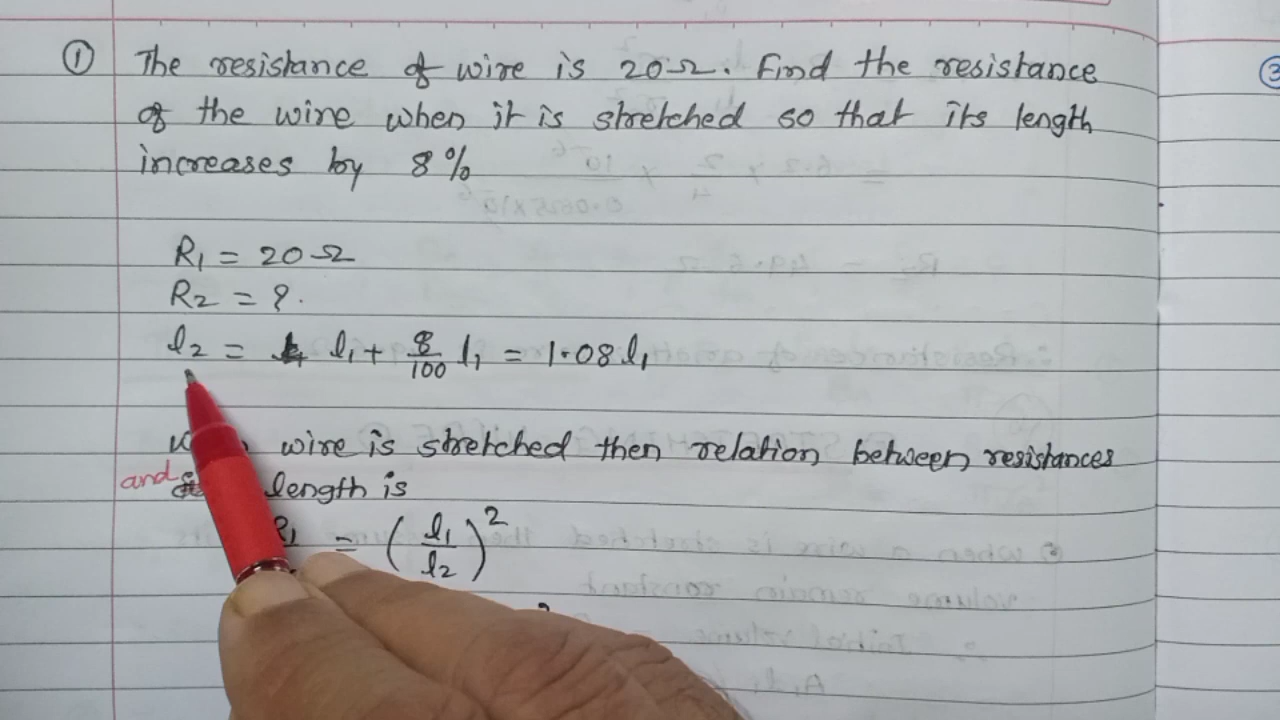 ① The resistance of wire is 20Ω. Find the resistance
of the wire when it is stretched so that its length
increases by 8%
R₁ = 20Ω
R₂ = ?.
l₂ = l₁ + 8/100 l₁ = 1.08 l₁
wire is stretched then relation between resistances
and length is
R₁ = (l₁/l₂)²
③